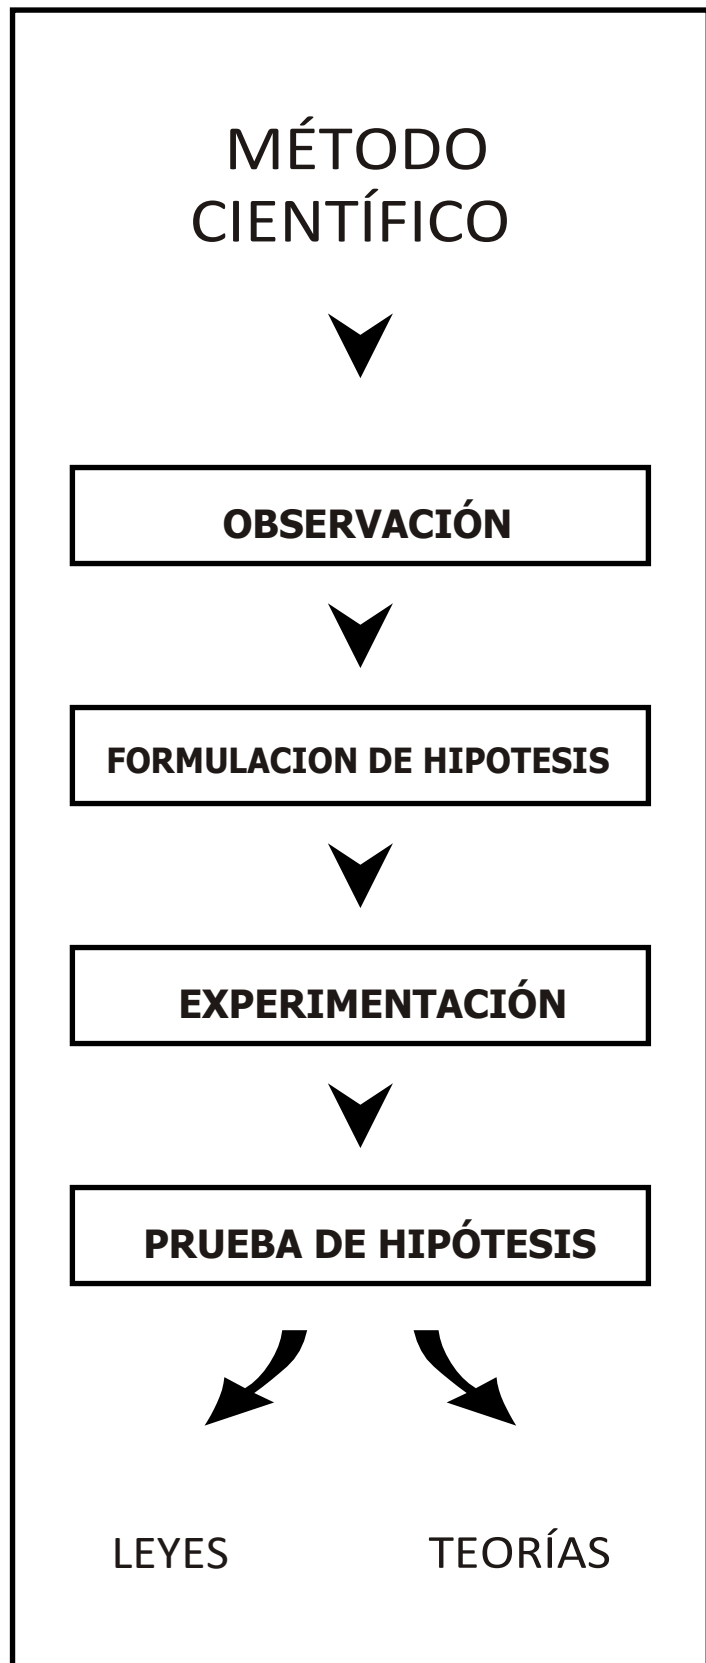 MÉTODO
CIENTÍFICO
OBSERVACIÓN
FORMULACION DE HIPOTESIS
EXPERIMENTACIÓN
PRUEBA DE HIPÓTESIS
LEYES
TEORÍAS